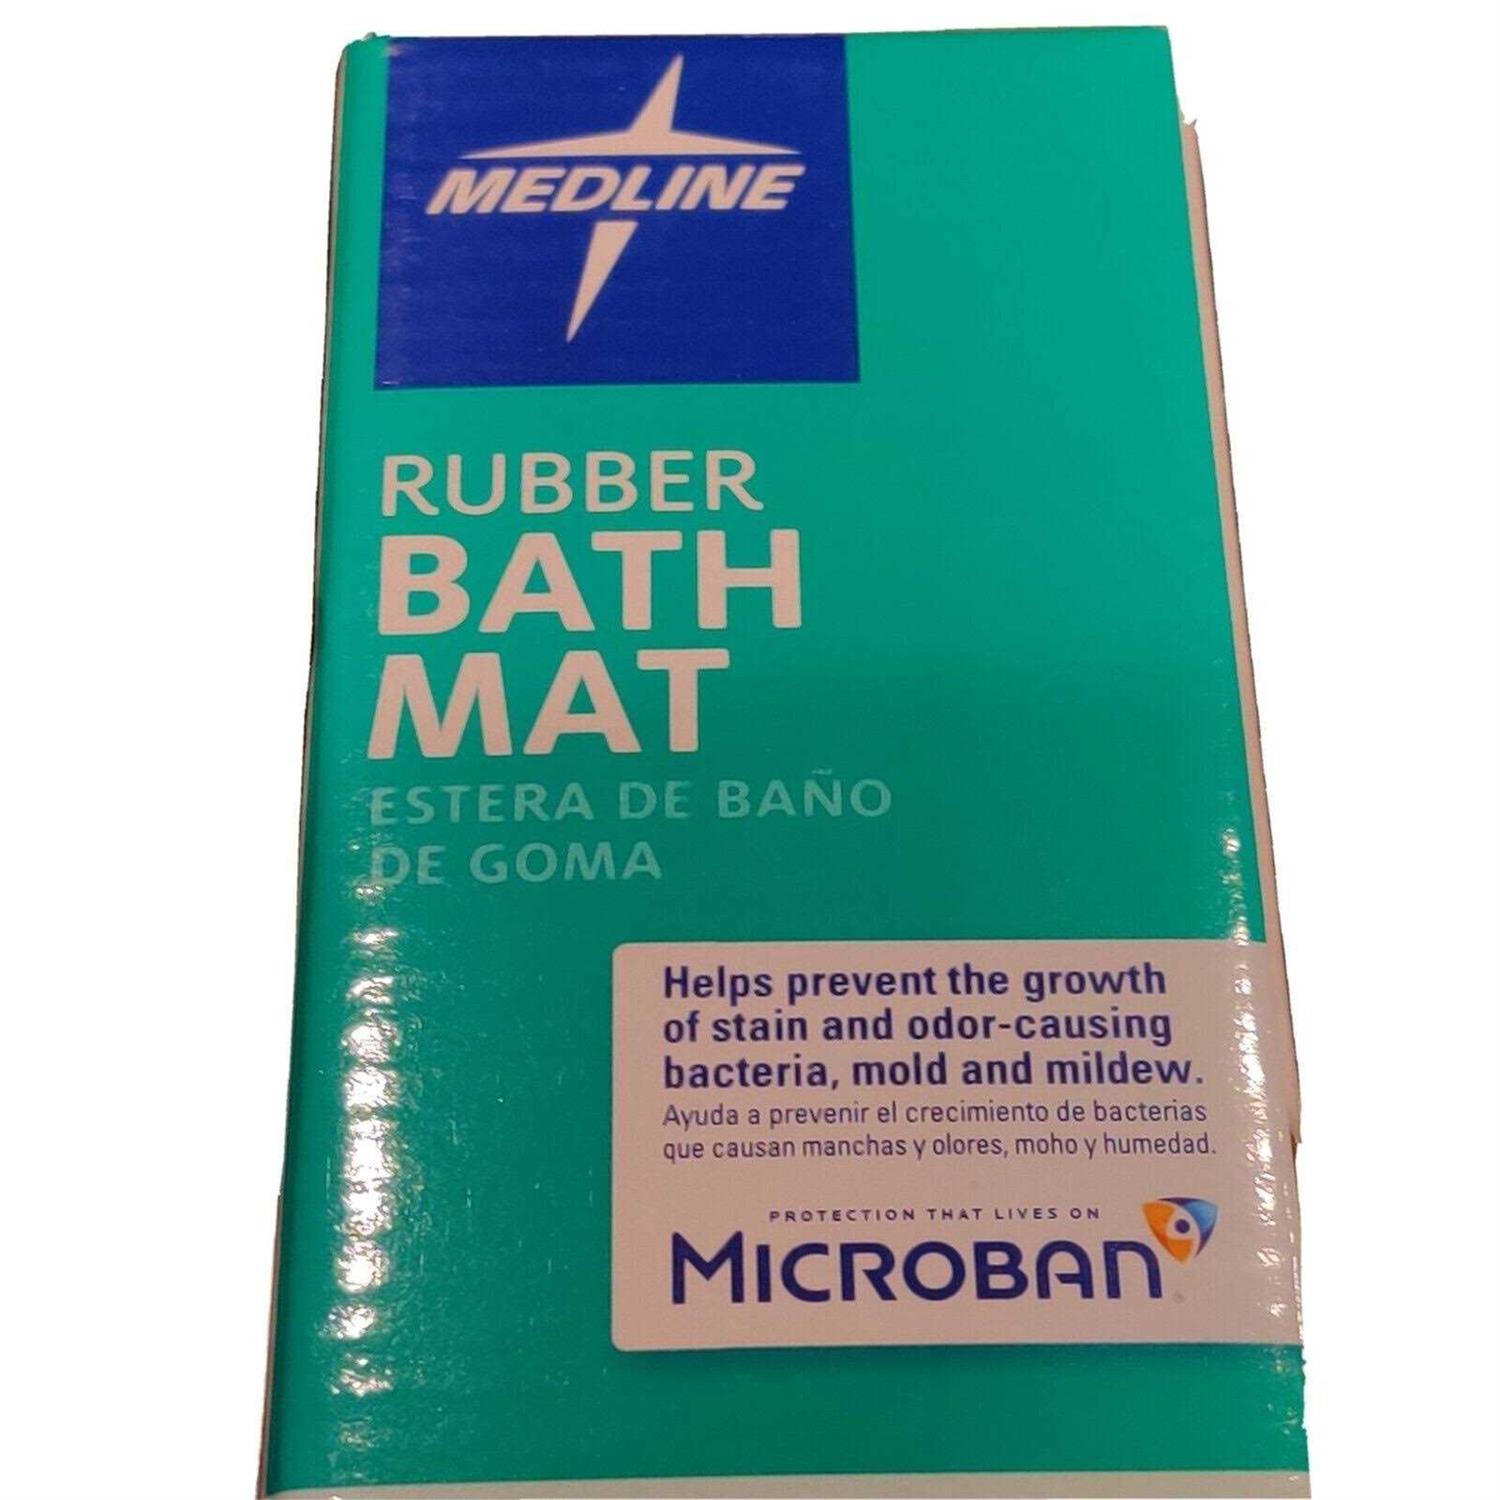 MEDLINE
RUBBER
BATH
MAT
ESTERA DE BAÑO
DE GOMA
Helps prevent the growth
of stain and odor-causing
bacteria, mold and mildew.
Ayuda a prevenir el crecimiento de bacterias
que causan manchas y olores, moho y humedad.
PROTECTION THAT LIVES ON
MICROBAN